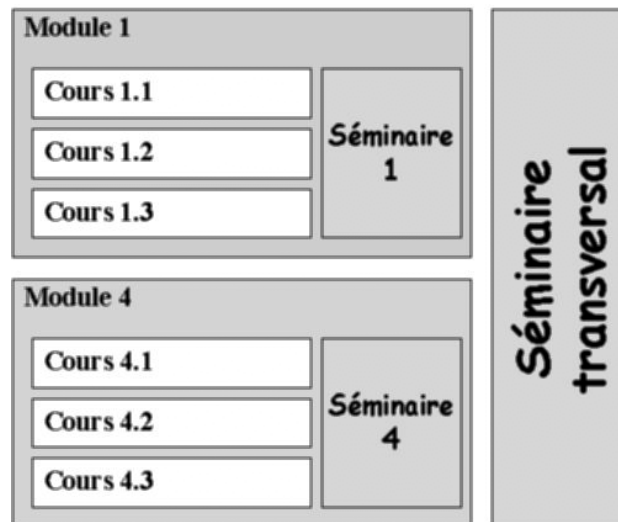 Module 1
Cours 1.1
Cours 1.2
Cours 1.3
Séminaire
1
Module 4
Cours 4.1
Cours 4.2
Cours 4.3
Séminaire
4
Séminaire
transversal